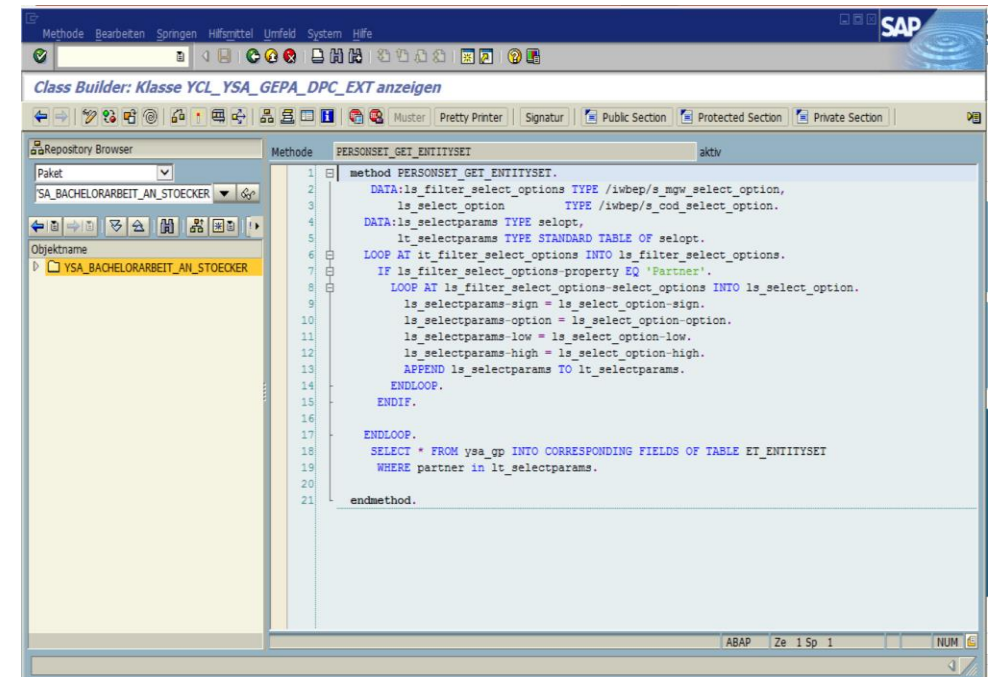 Methode Bearbeiten Springen Hilfsmittel Umfeld System Hilfe
SAP
Class Builder: Klasse YCL_YSA_GEPA_DPC_EXT anzeigen
Muster Pretty Printer Signatur Public Section Protected Section Private Section
Repository Browser
Methode PERSONSET_GET_ENTITYSET aktiv
Paket
YSA_BACHELORARBEIT_AN_STOECKER
Objektname
YSA_BACHELORARBEIT_AN_STOECKER
1 method PERSONSET_GET_ENTITYSET.
2 DATA:ls_filter_select_options TYPE /iwbep/s_mgw_select_option,
3 ls_select_option TYPE /iwbep/s_cod_select_option.
4 DATA:ls_selectparams TYPE selopt,
5 lt_selectparams TYPE STANDARD TABLE OF selopt.
6 LOOP AT it_filter_select_options INTO ls_filter_select_options.
7 IF ls_filter_select_options-property EQ 'Partner'.
8 LOOP AT ls_filter_select_options-select_options INTO ls_select_option.
9 ls_selectparams-sign = ls_select_option-sign.
10 ls_selectparams-option = ls_select_option-option.
11 ls_selectparams-low = ls_select_option-low.
12 ls_selectparams-high = ls_select_option-high.
13 APPEND ls_selectparams TO lt_selectparams.
14 ENDLOOP.
15 ENDIF.
16
17 ENDLOOP.
18 SELECT * FROM ysa_gp INTO CORRESPONDING FIELDS OF TABLE ET_ENTITYSET
19 WHERE partner in lt_selectparams.
20
21 endmethod.
ABAP Ze 1 Sp 1 NUM